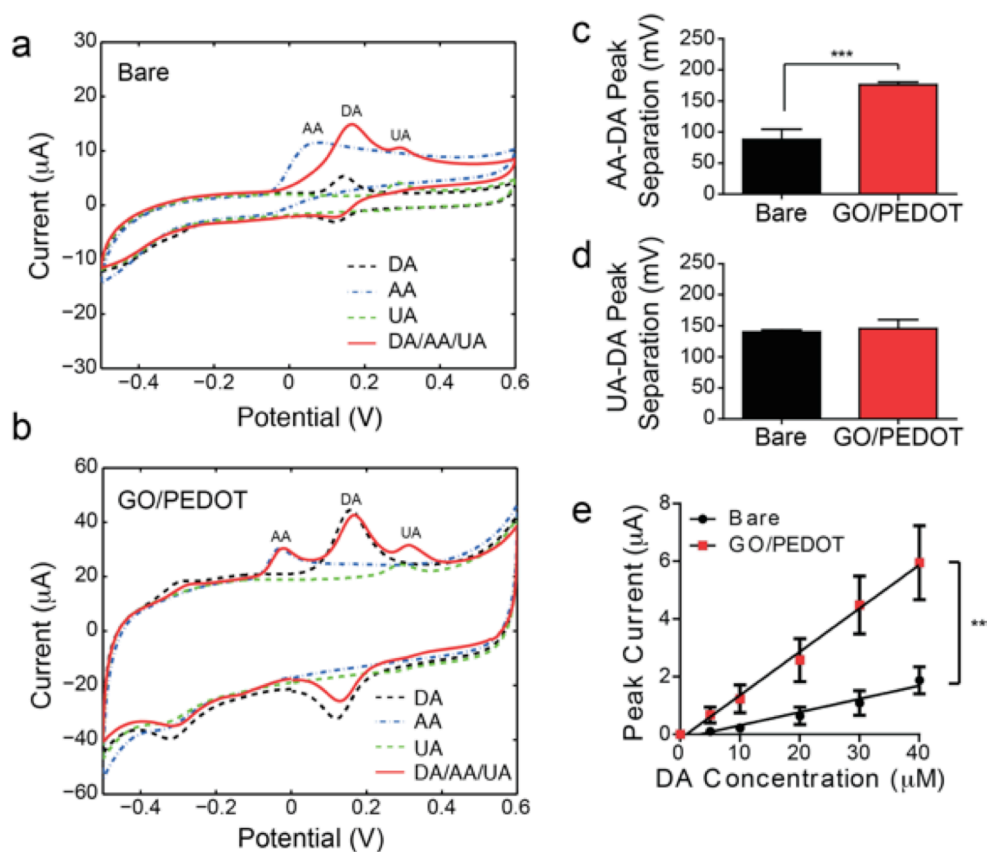 a
Bare
AA
DA
UA
Current (µA)
30
20
10
0
−10
−20
−30
−0.4
−0.2
0
0.2
0.4
0.6
Potential (V)
DA
AA
UA
DA/AA/UA
b
GO/PEDOT
AA
DA
UA
Current (µA)
60
40
20
0
−20
−40
−60
−0.4
−0.2
0
0.2
0.4
0.6
Potential (V)
DA
AA
UA
DA/AA/UA
c
AA-DA Peak
Separation (mV)
250
200
150
100
50
0
***
Bare
GO/PEDOT
d
UA-DA Peak
Separation (mV)
250
200
150
100
50
0
Bare
GO/PEDOT
e
Bare
GO/PEDOT
Peak Current (µA)
8
6
4
2
0
0
10
20
30
40
DA Concentration (µM)